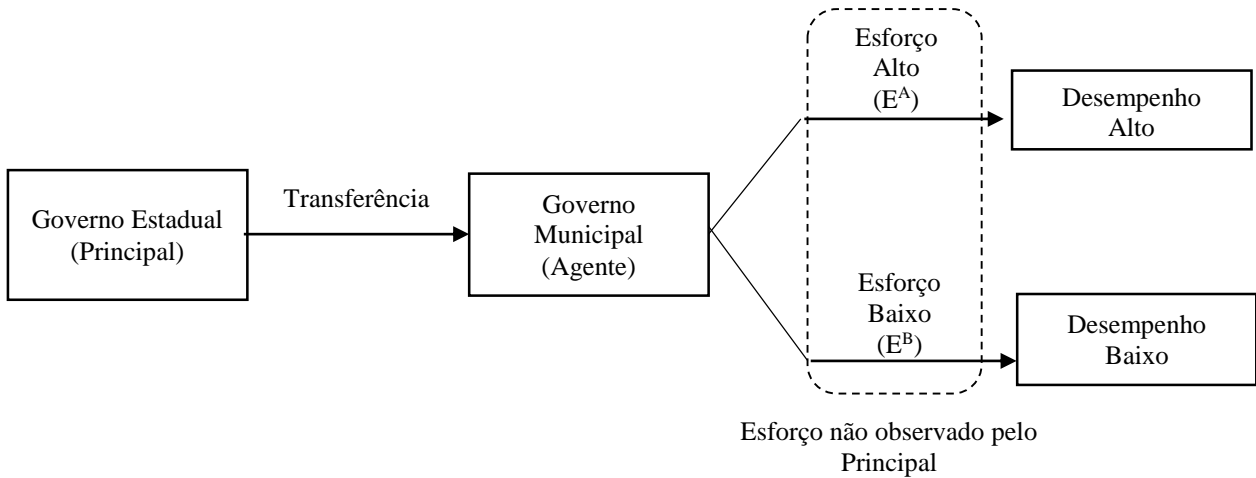 Governo Estadual
(Principal)
Transferência
Governo
Municipal
(Agente)
Esforço
Alto
(E^A)
Desempenho
Alto
Esforço
Baixo
(E^B)
Desempenho
Baixo
Esforço não observado pelo
Principal